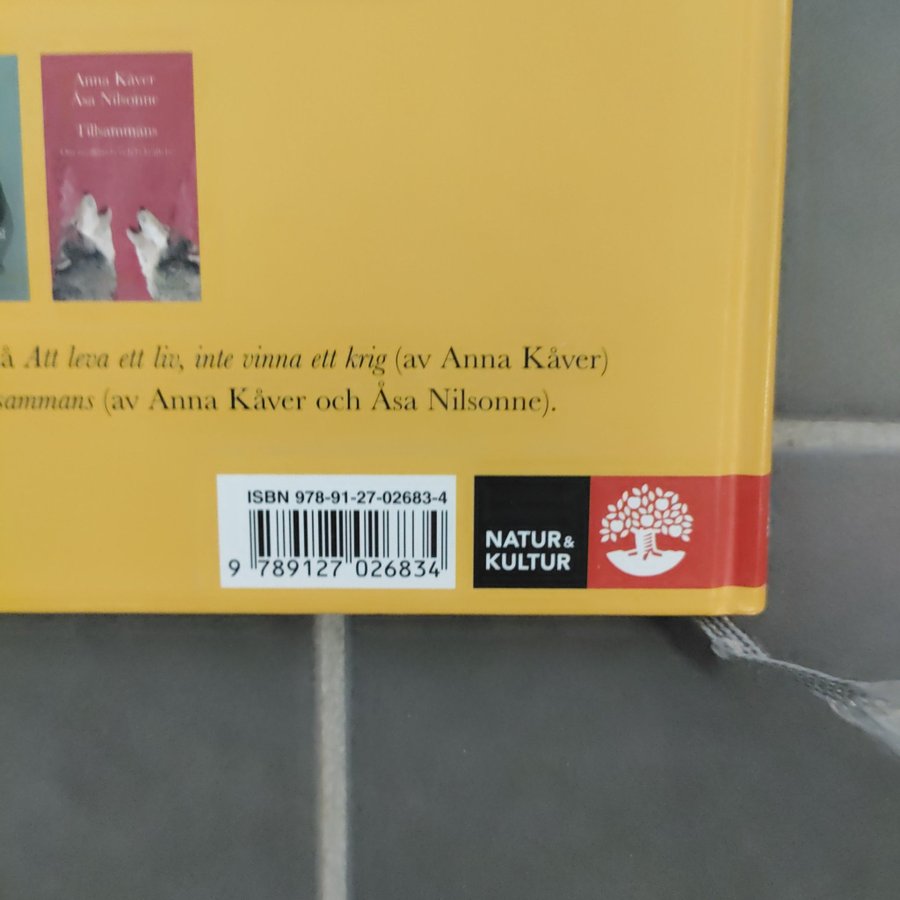 Anna Kåver
Åsa Nilsonne
Tillsammans
å Att leva ett liv, inte vinna ett krig (av Anna Kåver)
sammans (av Anna Kåver och Åsa Nilsonne).
ISBN 978-91-27-02683-4
9 789127 026834
NATUR &
KULTUR